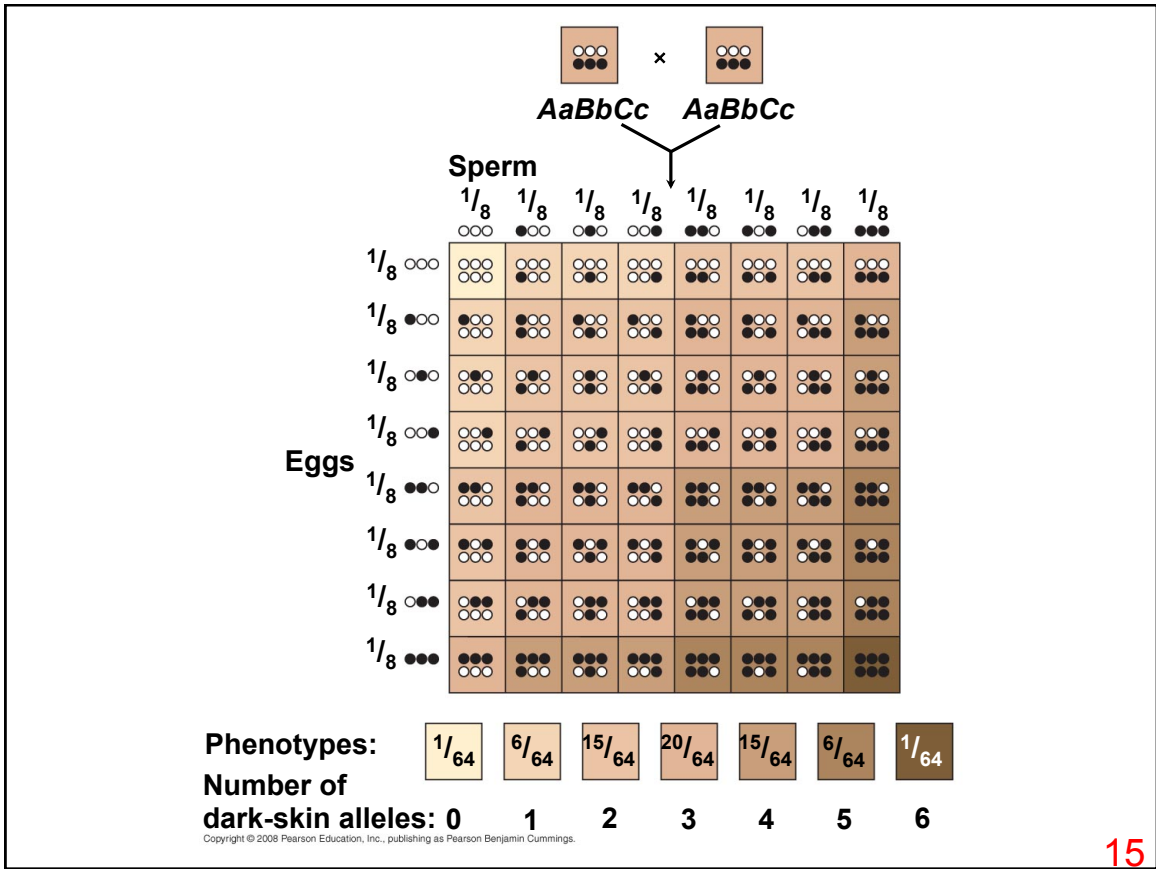 ×
AaBbCc AaBbCc
Sperm
1/8 1/8 1/8 1/8 1/8 1/8 1/8 1/8
1/8
1/8
1/8
1/8
Eggs
1/8
1/8
1/8
1/8
Phenotypes: 1/64 6/64 15/64 20/64 15/64 6/64 1/64
Number of
dark-skin alleles: 0 1 2 3 4 5 6
Copyright © 2008 Pearson Education, Inc., publishing as Pearson Benjamin Cummings.
15